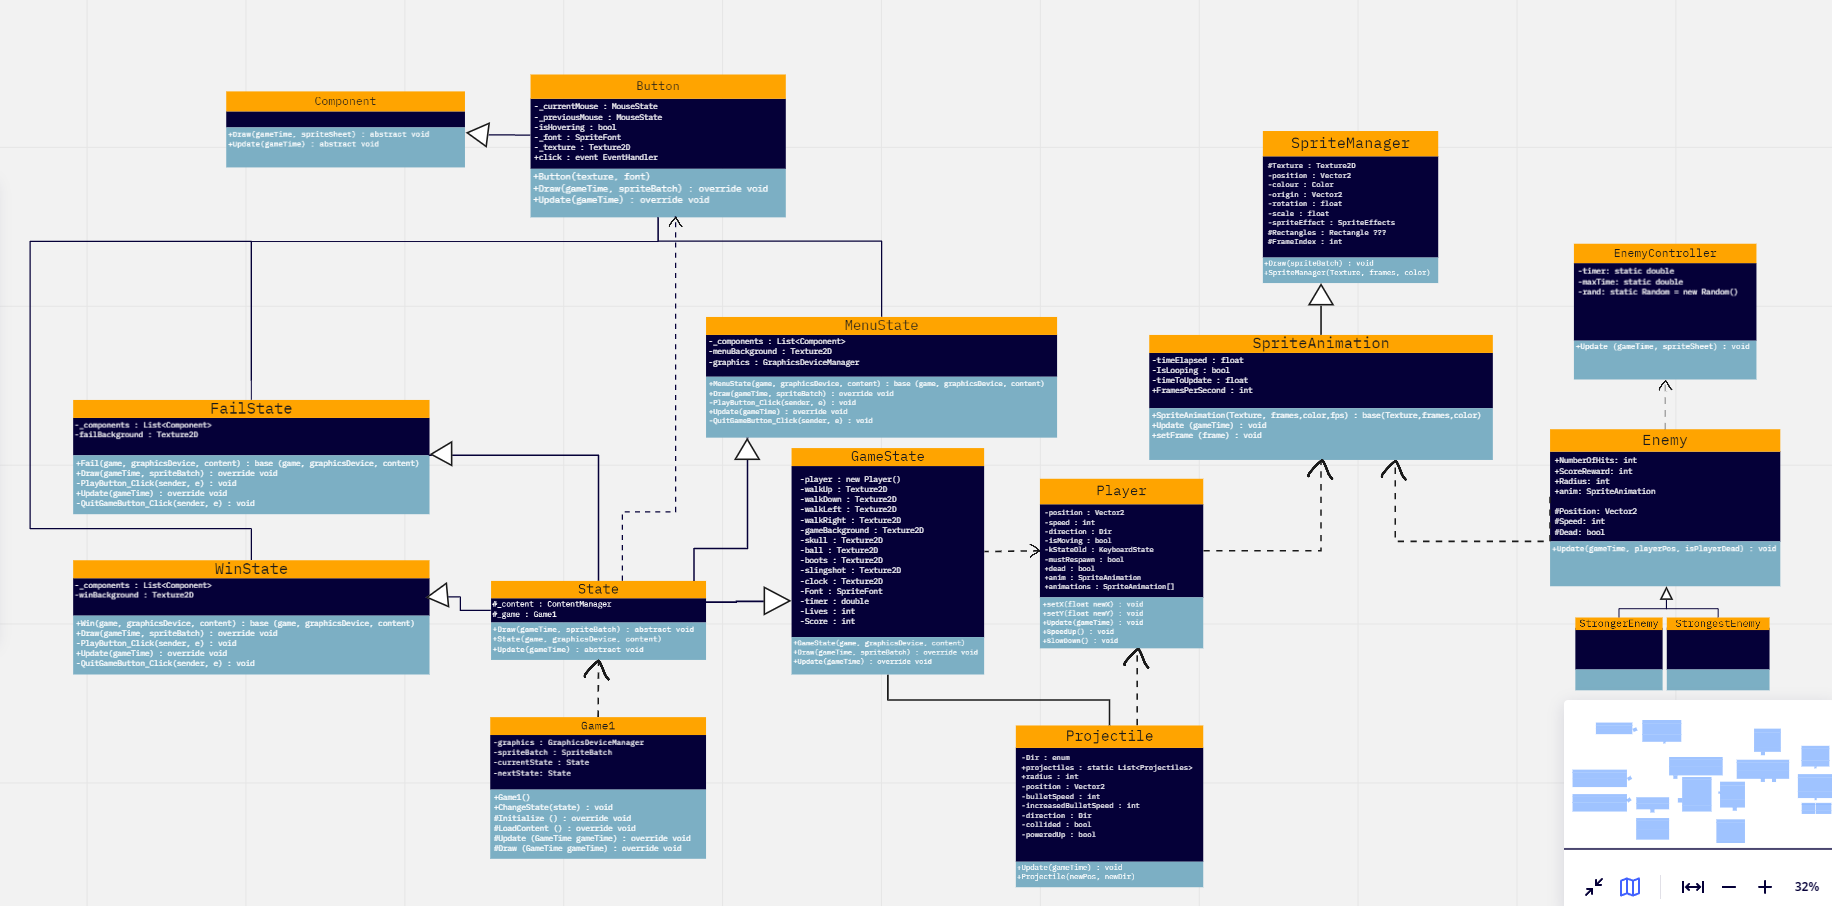 Component
+Draw(gameTime, spriteSheet) : abstract void
+Update(gameTime) : abstract void
Button
-_currentMouse : MouseState
-_previousMouse : MouseState
-isHovering : bool
-_font : SpriteFont
-_texture : Texture2D
+click : event EventHandler
+Button(texture, font)
+Draw(gameTime, spriteBatch) : override void
+Update(gameTime) : override void
SpriteManager
#Texture : Texture2D
-position : Vector2
-colour : Color
-origin : Vector2
-rotation : float
-scale : float
-spriteEffect : SpriteEffects
#Rectangles : Rectangle ???
#FrameIndex : int
+Draw(spriteBatch) : void
+SpriteManager(Texture, frames, color)
EnemyController
-timer: static double
-maxTime: static double
-rand: static Random = new Random()
+Update (gameTime, spriteSheet) : void
MenuState
-_components : List<Component>
-menuBackground : Texture2D
-graphics : GraphicsDeviceManager
+MenuState(game, graphicsDevice, content) : base (game, graphicsDevice, content)
+Draw(gameTime, spriteBatch) : override void
-PlayButton_Click(sender, e) : void
+Update(gameTime) : override void
-QuitGameButton_Click(sender, e) : void
SpriteAnimation
-timeElapsed : float
-IsLooping : bool
-timeToUpdate : float
+FramesPerSecond : int
+SpriteAnimation(Texture, frames,color,fps) : base(Texture,frames,color)
+Update (gameTime) : void
+setFrame (frame) : void
FailState
-_components : List<Component>
-failBackground : Texture2D
+Fail(game, graphicsDevice, content) : base (game, graphicsDevice, content)
+Draw(gameTime, spriteBatch) : override void
-PlayButton_Click(sender, e) : void
+Update(gameTime) : override void
-QuitGameButton_Click(sender, e) : void
GameState
-player : new Player()
-walkUp : Texture2D
-walkDown : Texture2D
-walkLeft : Texture2D
-walkRight : Texture2D
-gameBackground : Texture2D
-skull : Texture2D
-ball : Texture2D
-boots : Texture2D
-slingshot : Texture2D
-clock : Texture2D
-Font : SpriteFont
-timer : double
-Lives : int
-Score : int
+GameState(game, graphicsDevice, content)
+Draw(gameTime, spriteBatch) : override void
+Update(gameTime) : override void
Player
-position : Vector2
-speed : int
-direction : Dir
-isMoving : bool
-kStateOld : KeyboardState
-mustRespawn : bool
+dead : bool
+anim : SpriteAnimation
+animations : SpriteAnimation[]
+setX(float newX) : void
+setY(float newY) : void
+Update(gameTime) : void
+SpeedUp() : void
+SlowDown() : void
Enemy
+NumberOfHits: int
+ScoreReward: int
+Radius: int
+anim: SpriteAnimation
#Position: Vector2
#Speed: int
#Dead: bool
+Update(gameTime, playerPos, isPlayerDead) : void
StrongerEnemy
StrongestEnemy
WinState
-_components : List<Component>
-winBackground : Texture2D
+Win(game, graphicsDevice, content) : base (game, graphicsDevice, content)
+Draw(gameTime, spriteBatch) : override void
-PlayButton_Click(sender, e) : void
+Update(gameTime) : override void
-QuitGameButton_Click(sender, e) : void
State
#_content : ContentManager
#_game : Game1
+Draw(gameTime, spriteBatch) : abstract void
+State(game, graphicsDevice, content)
+Update(gameTime) : abstract void
Game1
-graphics : GraphicsDeviceManager
-spriteBatch : SpriteBatch
-currentState : State
-nextState: State
+Game1()
+ChangeState(state) : void
#Initialize () : override void
#LoadContent () : override void
#Update (GameTime gameTime) : override void
#Draw (GameTime gameTime) : override void
Projectile
-Dir : enum
+projectiles : static List<Projectiles>
+radius : int
-position : Vector2
-bulletSpeed : int
-increasedBulletSpeed : int
-direction : Dir
-collided : bool
-poweredUp : bool
+Update(gameTime) : void
+Projectile(newPos, newDir)
32%